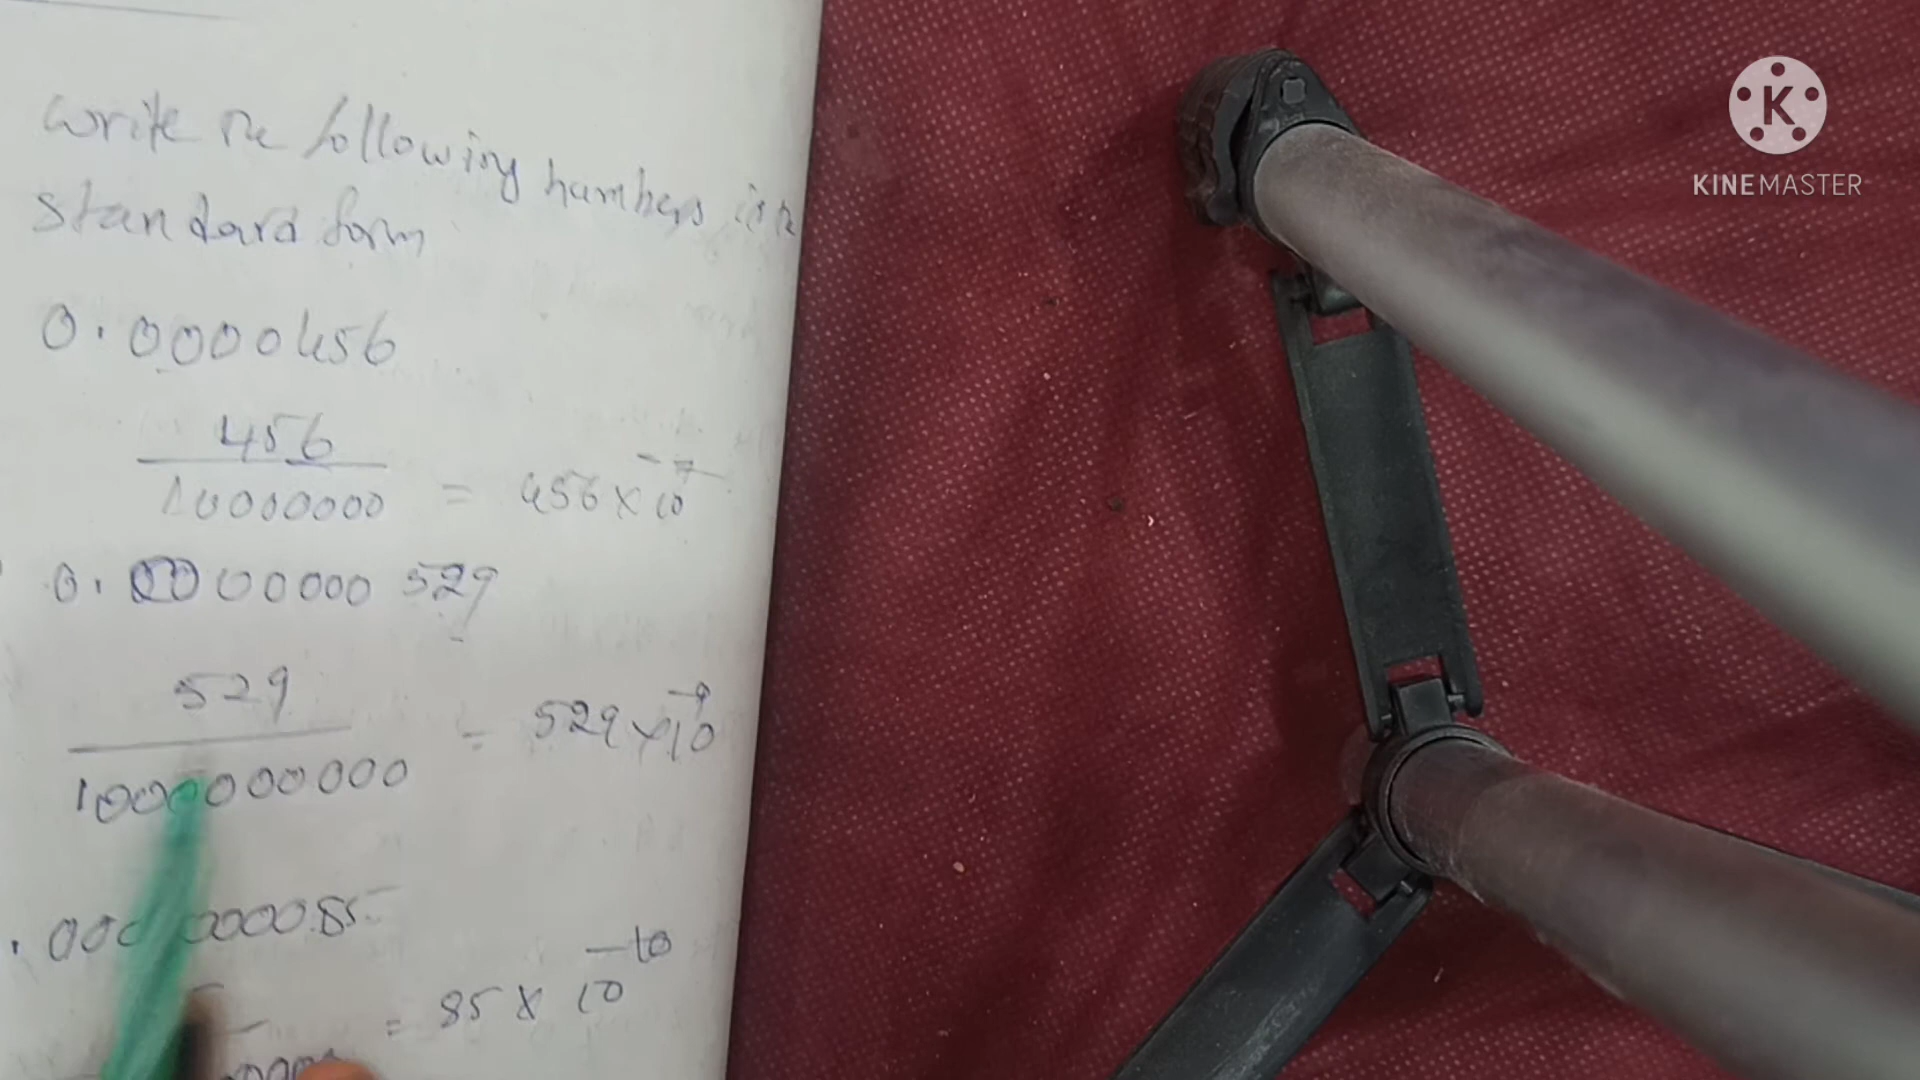 write the following numbers in
standard form
0.0000456
456
10000000 = 456 × 10^-7
0.0000000529
529
1000000000 = 529 × 10^-9
= 85 × 10^-10
K
KINEMASTER